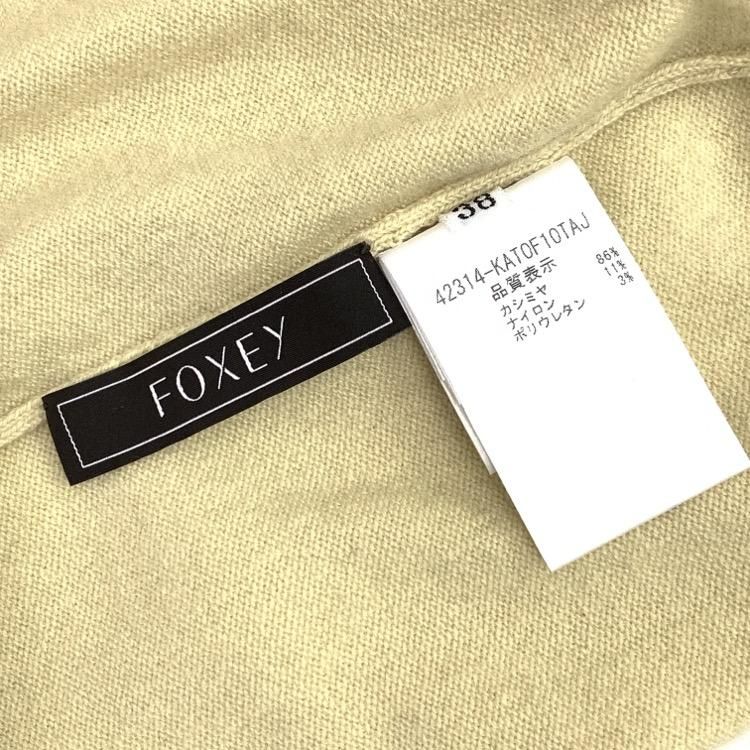 FOXEY
38
42314-KATOF10TAJ
品質表示
カシミヤ 86%
ナイロン 11%
ポリウレタン 3%